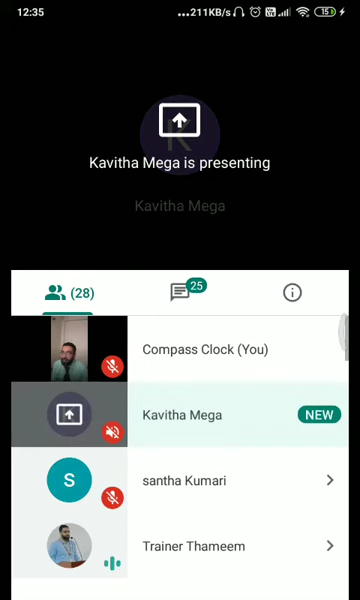 12:35
...211KB/s
15
K
Kavitha Mega is presenting
Kavitha Mega
(28)
25
Compass Clock (You)
Kavitha Mega
NEW
S
santha Kumari
Trainer Thameem